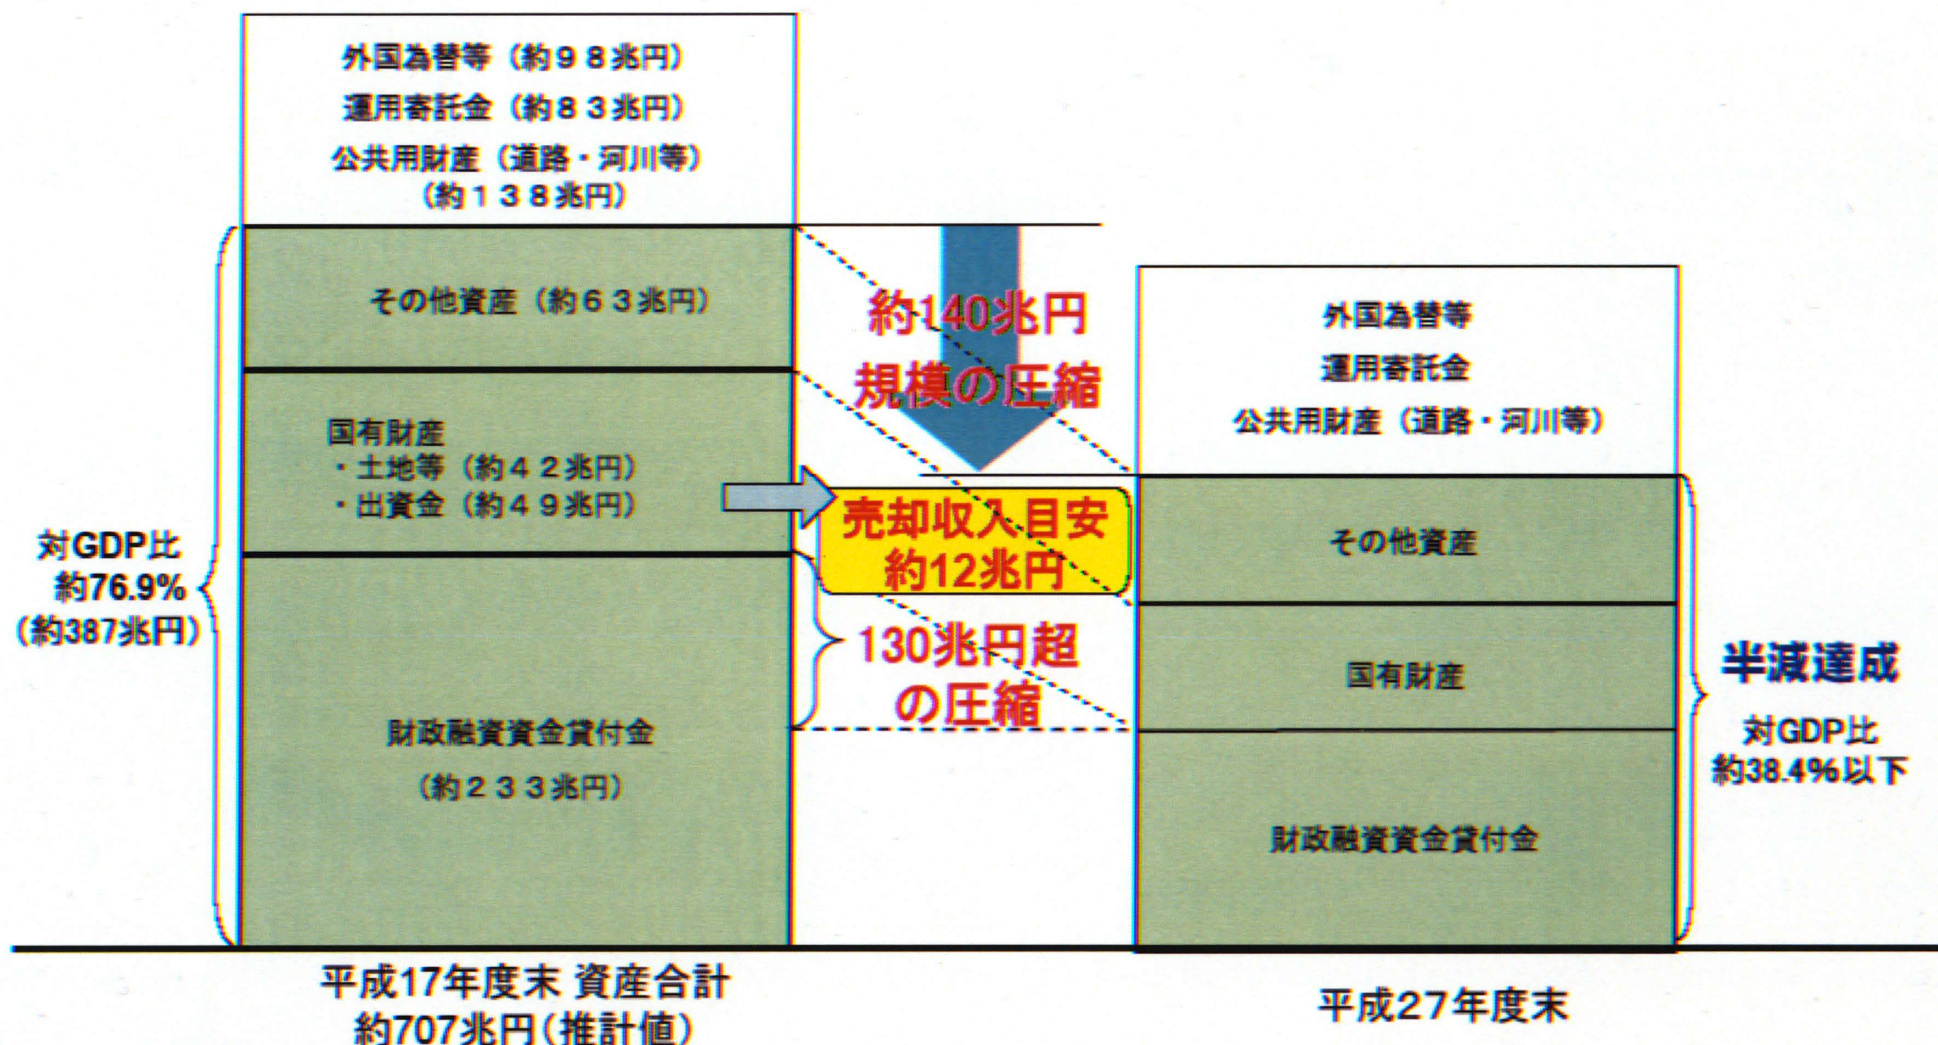 外国為替等（約９８兆円）
運用寄託金（約８３兆円）
公共用財産（道路・河川等）
（約１３８兆円）
その他資産（約６３兆円）
国有財産
・土地等（約４２兆円）
・出資金（約４９兆円）
財政融資資金貸付金
（約２３３兆円）
対GDP比
約76.9%
（約387兆円）
平成17年度末 資産合計
約707兆円（推計値）
約140兆円
規模の圧縮
売却収入目安
約12兆円
130兆円超
の圧縮
外国為替等
運用寄託金
公共用財産（道路・河川等）
その他資産
国有財産
財政融資資金貸付金
半減達成
対GDP比
約38.4%以下
平成27年度末